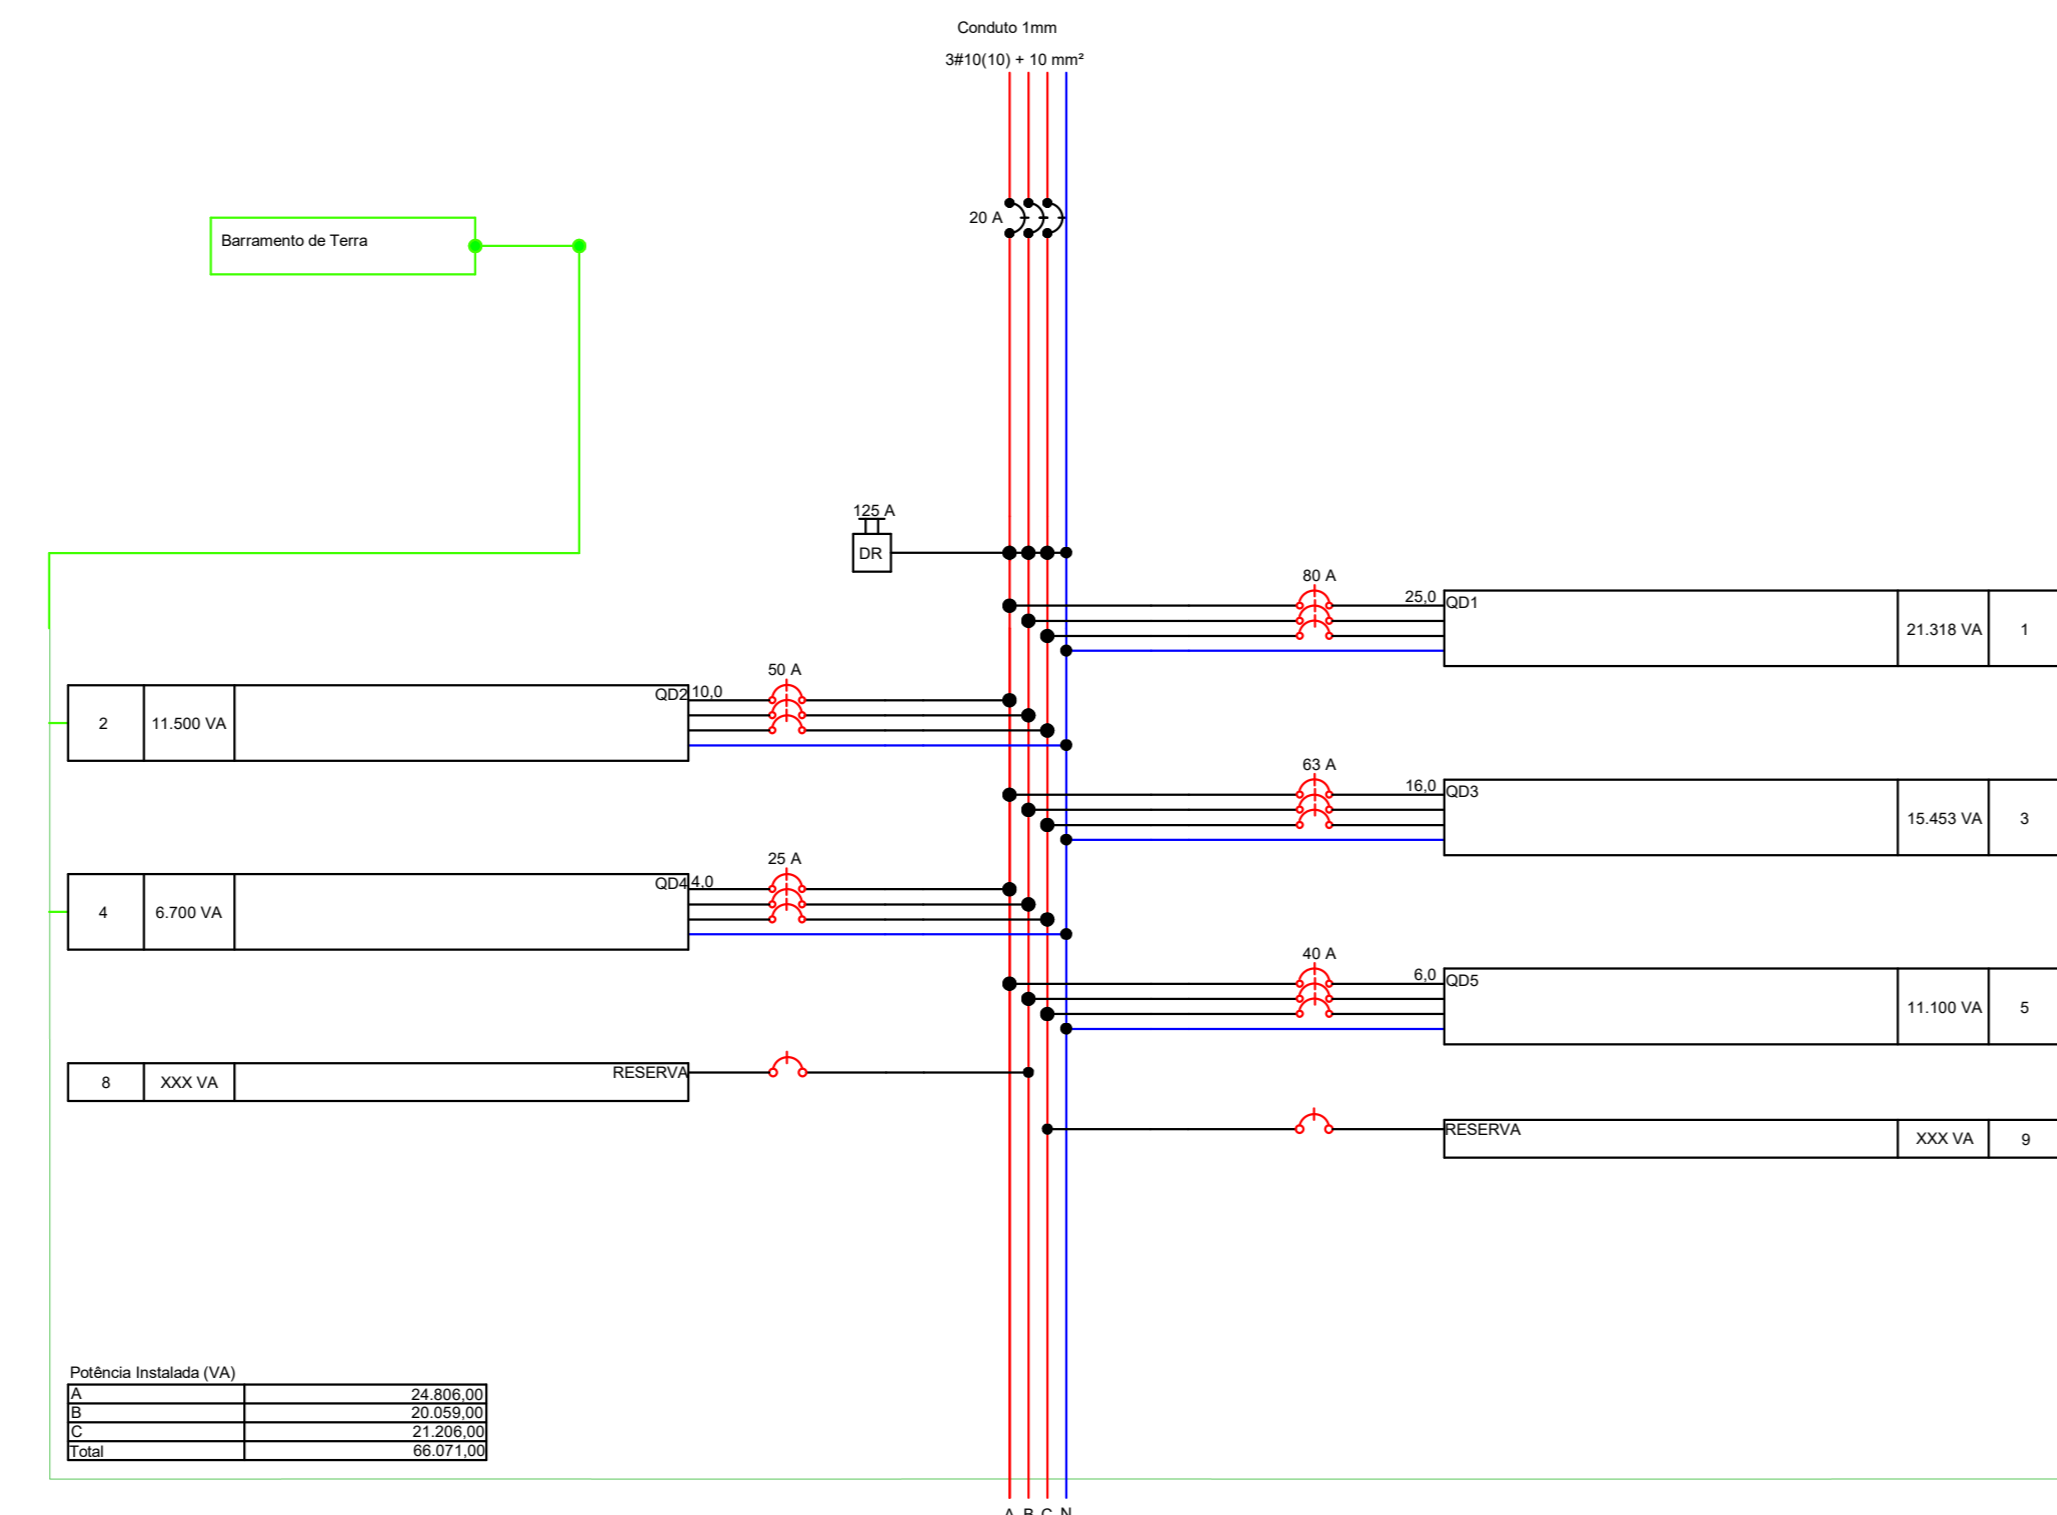 Conduto 1mm
3#10(10) + 10 mm²
20 A
Barramento de Terra
125 A
DR
80 A
25,0
QD1
21.318 VA
1
50 A
2
11.500 VA
QD2
10,0
63 A
16,0
QD3
15.453 VA
3
25 A
4
6.700 VA
QD4
4,0
40 A
6,0
QD5
11.100 VA
5
8
XXX VA
RESERVA
RESERVA
XXX VA
9
Potência Instalada (VA)
A 24.806,00
B 20.059,00
C 21.206,00
Total 66.071,00
A B C N